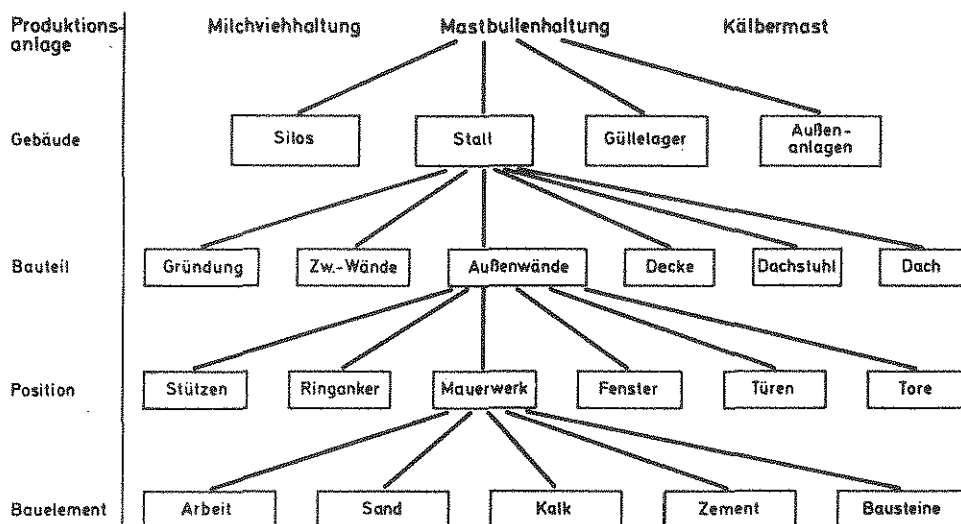 Produktions-
anlage
Milchviehhaltung
Mastbullenhaltung
Kälbermast
Gebäude
Silos
Stall
Güllelager
Außen-
anlagen
Bauteil
Gründung
Zw.-Wände
Außenwände
Decke
Dachstuhl
Dach
Position
Stützen
Ringanker
Mauerwerk
Fenster
Türen
Tore
Bauelement
Arbeit
Sand
Kalk
Zement
Bausteine